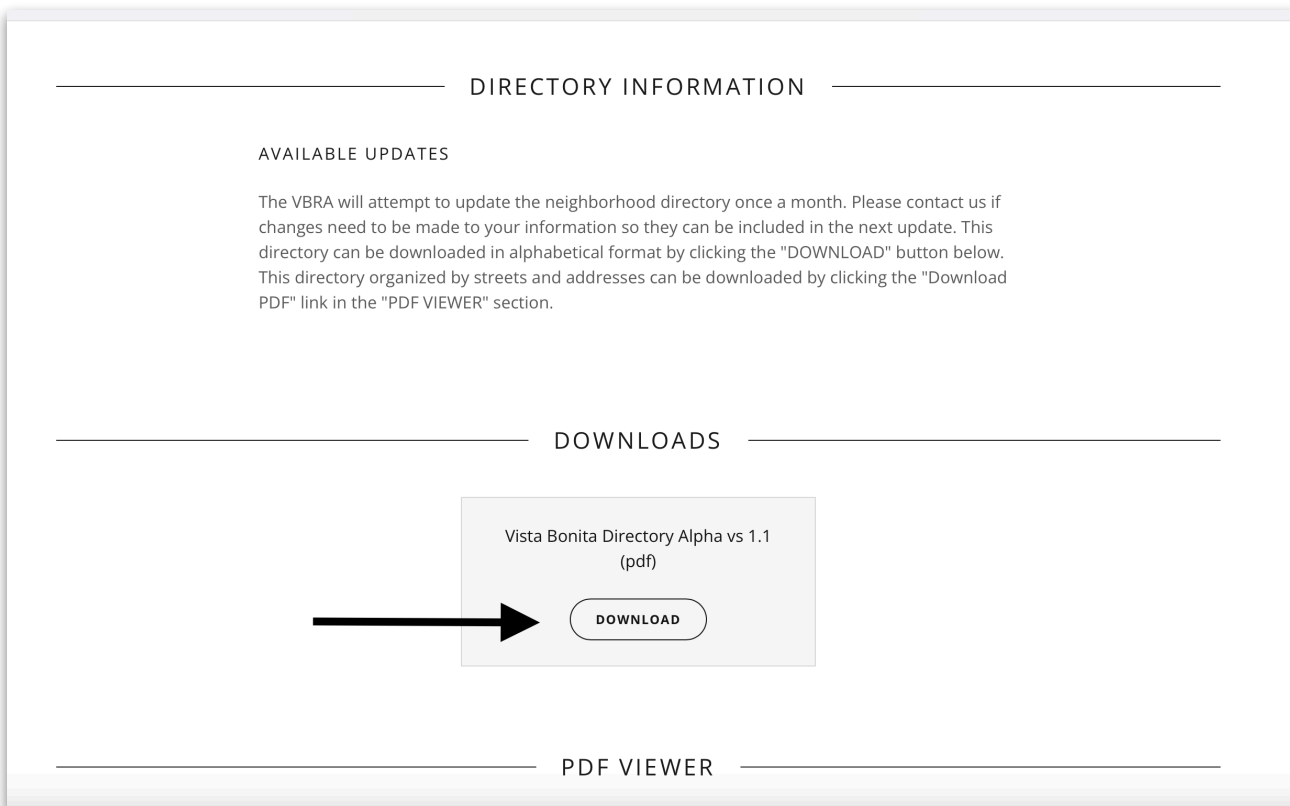 DIRECTORY INFORMATION
AVAILABLE UPDATES
The VBRA will attempt to update the neighborhood directory once a month. Please contact us if
changes need to be made to your information so they can be included in the next update. This
directory can be downloaded in alphabetical format by clicking the "DOWNLOAD" button below.
This directory organized by streets and addresses can be downloaded by clicking the "Download
PDF" link in the "PDF VIEWER" section.
DOWNLOADS
Vista Bonita Directory Alpha vs 1.1
(pdf)
DOWNLOAD
PDF VIEWER